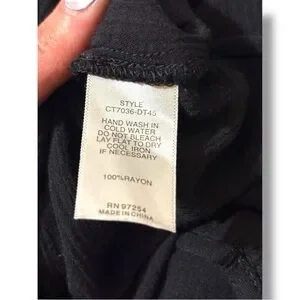 STYLE
CT7036-DT45
HAND WASH IN
COLD WATER
DO NOT BLEACH
LAY FLAT TO DRY
COOL IRON
IF NECESSARY
100%RAYON
RN 97254
MADE IN CHINA